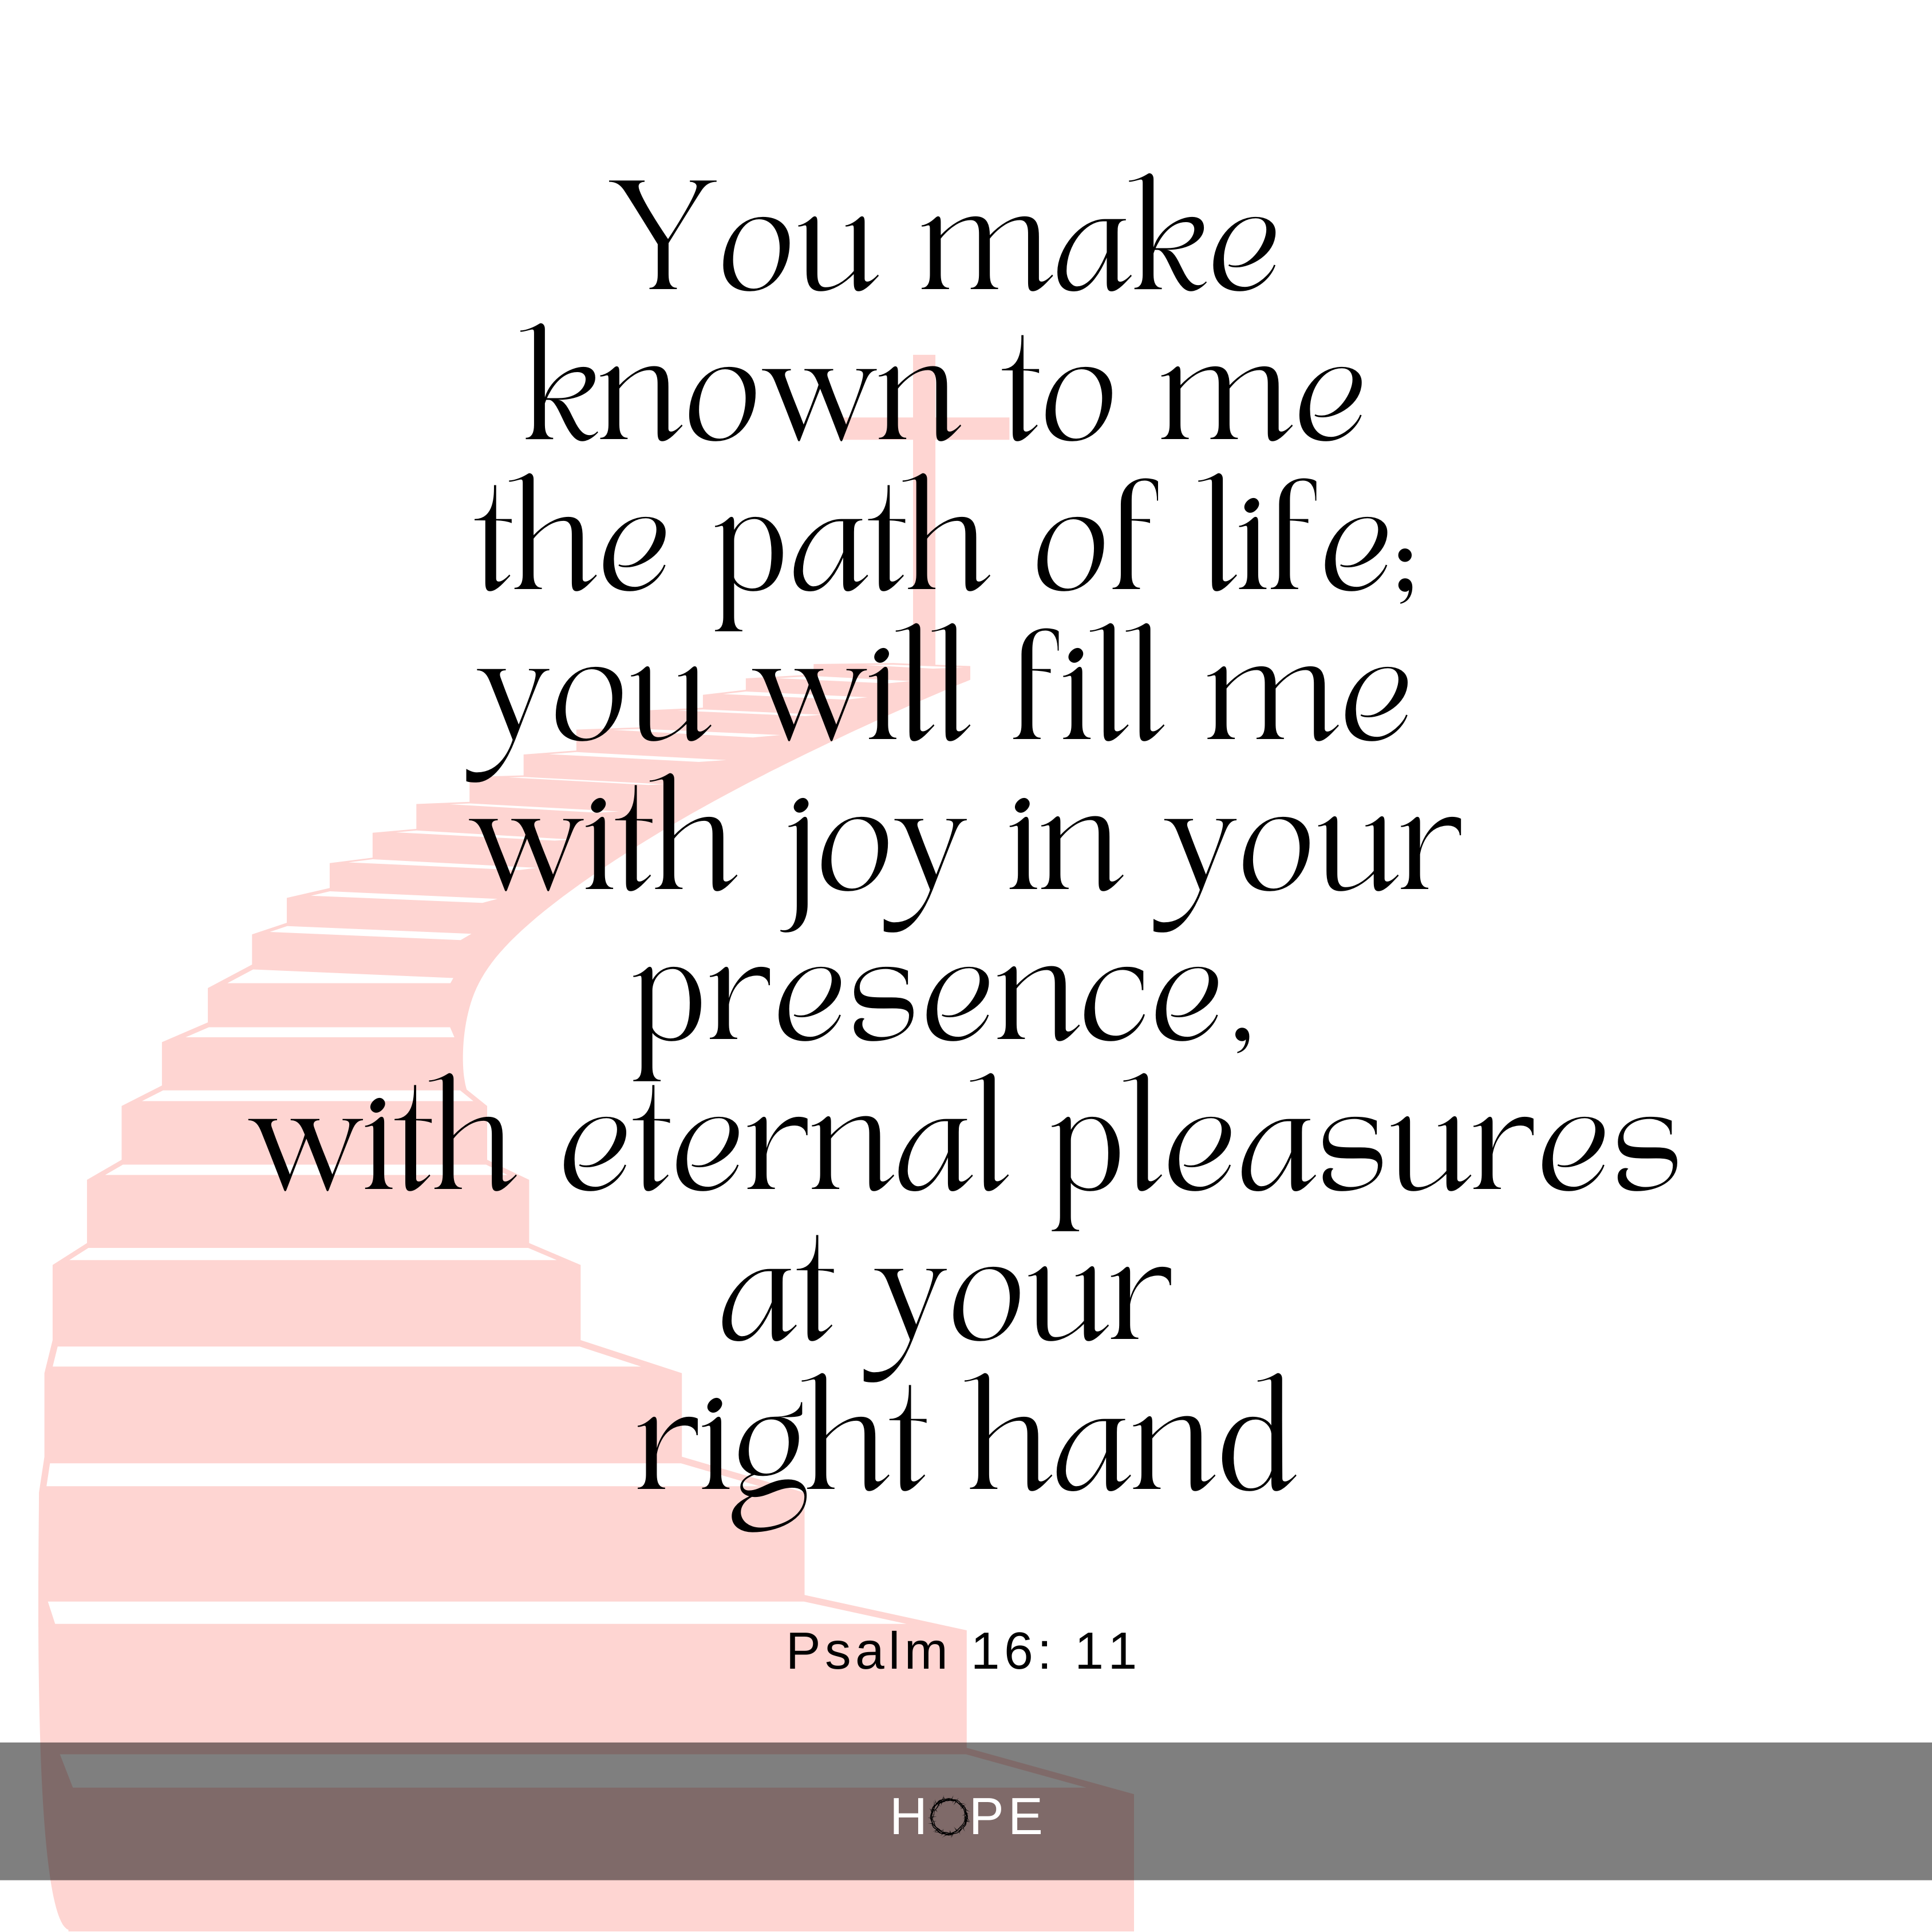 You make
known to me
the path of life;
you will fill me
with joy in your
presence,
with eternal pleasures
at your
right hand
Psalm 16: 11
HOPE